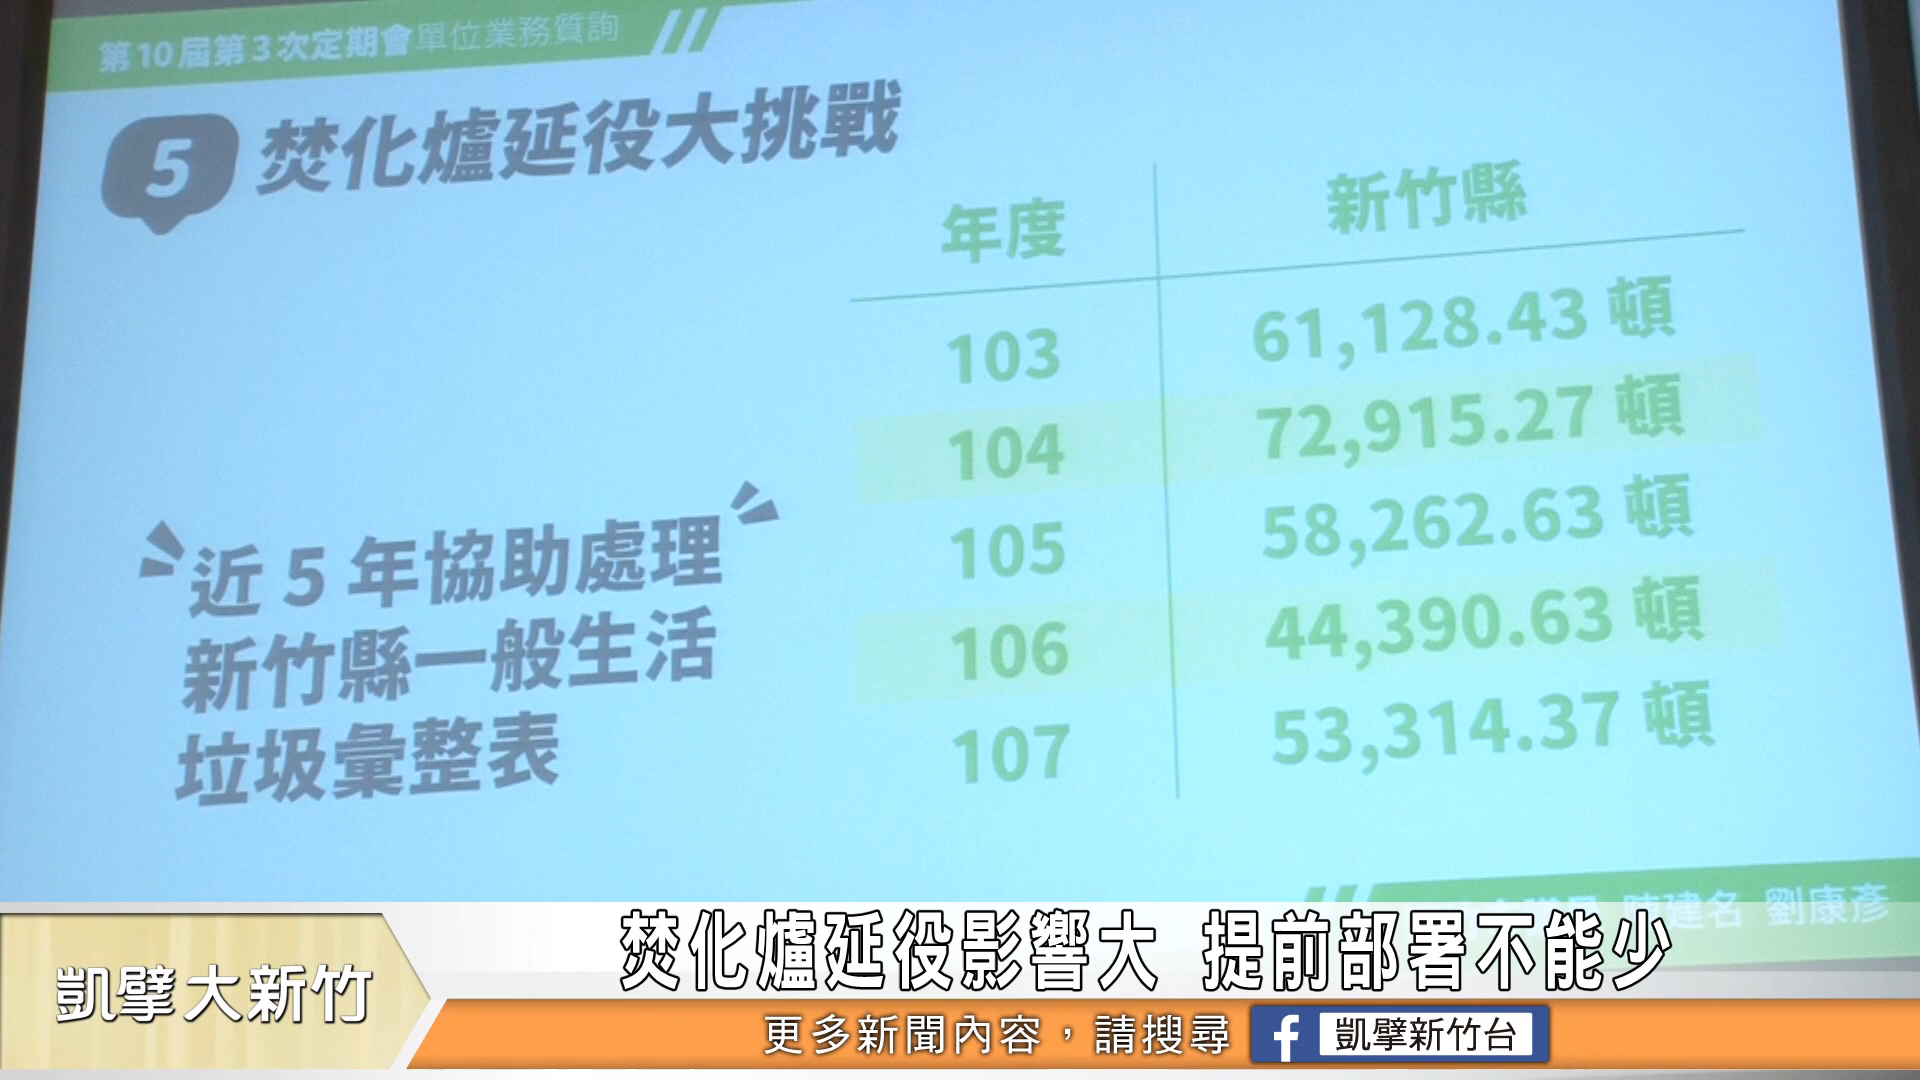 第10屆第3次定期會單位業務質詢
5 焚化爐延役大挑戰
年度 新竹縣
103 61,128.43 頓
104 72,915.27 頓
105 58,262.63 頓
106 44,390.63 頓
107 53,314.37 頓
近 5 年協助處理
新竹縣一般生活
垃圾彙整表
陳建名 劉康彥
焚化爐延役影響大 提前部署不能少
凱擘大新竹
更多新聞內容，請搜尋 f 凱擘新竹台